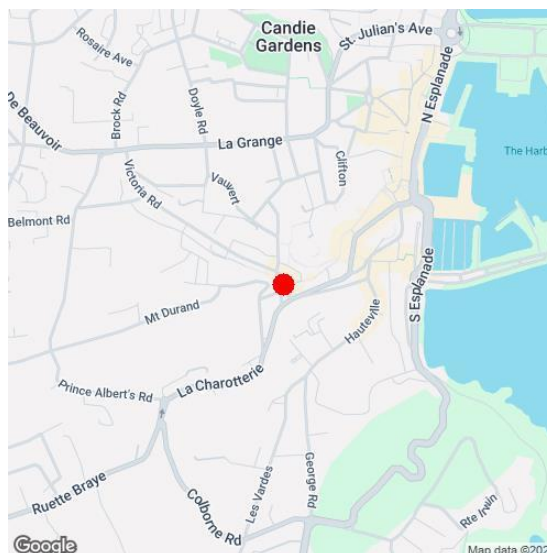 Candie
Gardens
St. Julian's Ave
Rosaire Ave
N Esplanade
De Beauvoir
Brock Rd
Doyle Rd
La Grange
Clifton
The Harb
Victoria Rd
Vauvert
Belmont Rd
S Esplanade
Mt Durand
Hauteville
Prince Albert's Rd
La Charotterie
Ruette Braye
Colborne Rd
Les Vardes
George Rd
Rte Irwin
Google
Map data ©202